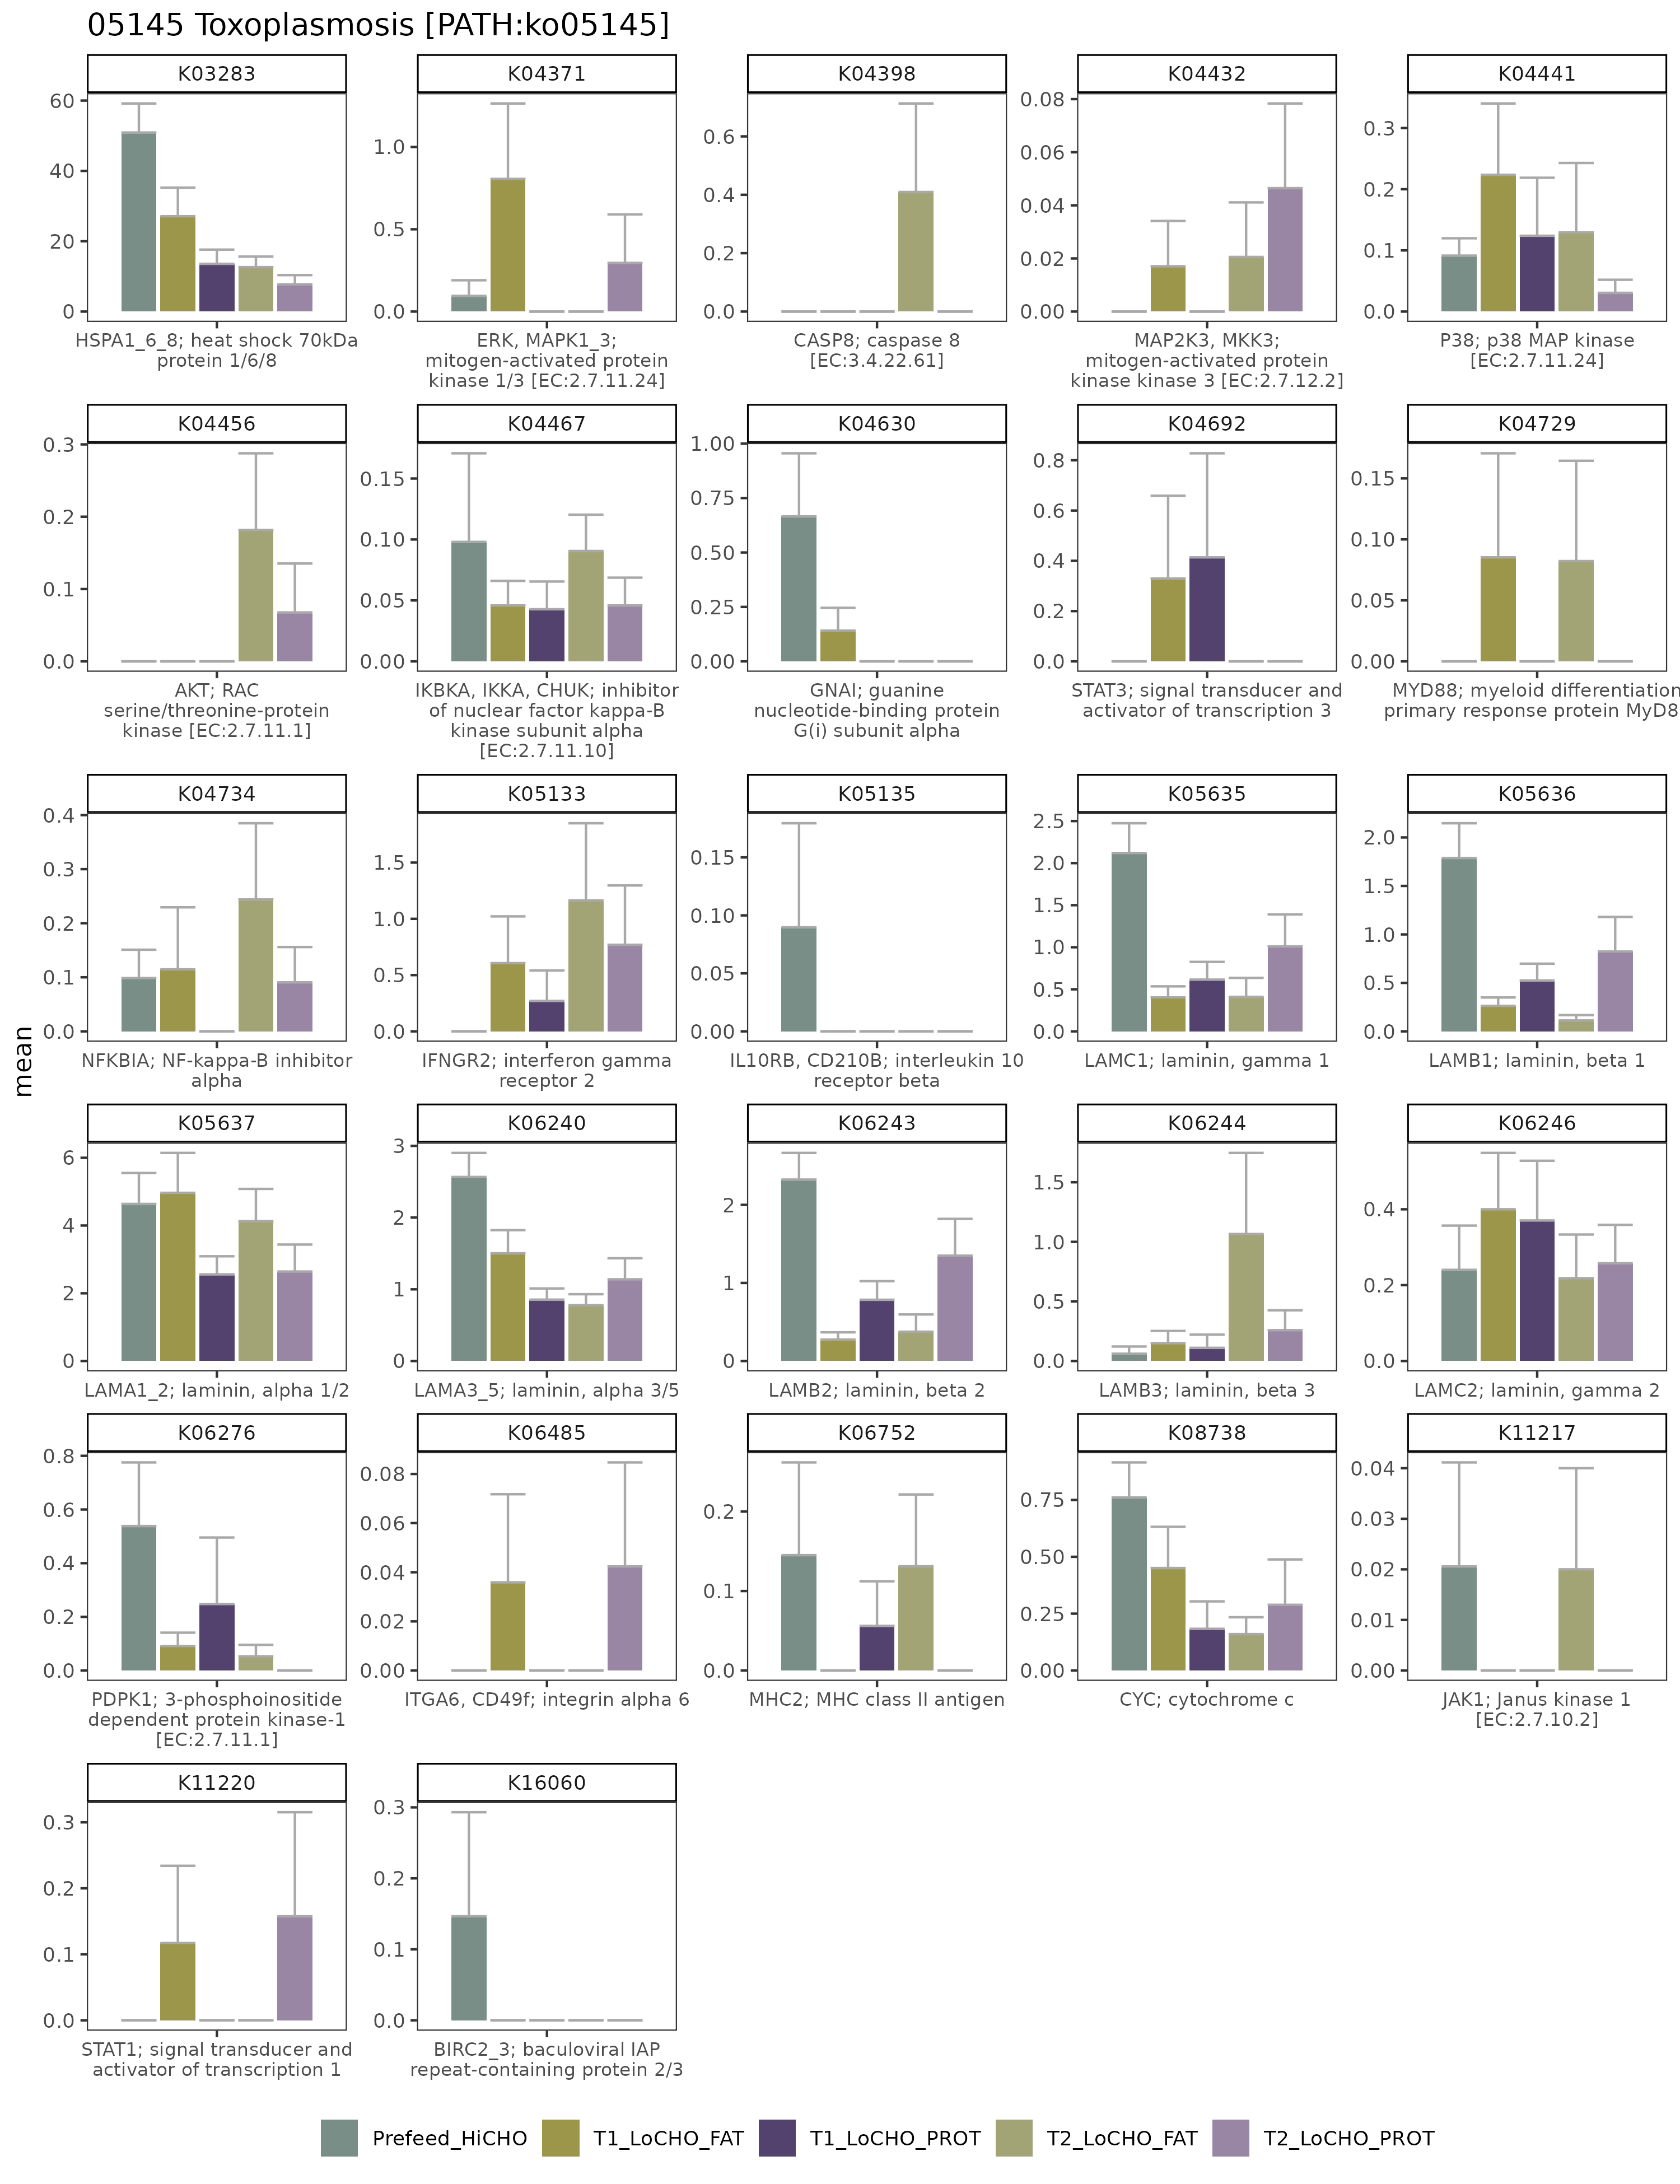 05145 Toxoplasmosis [PATH:ko05145]
mean
K03283
60
40
20
0
HSPA1_6_8; heat shock 70kDa
protein 1/6/8
K04371
1.0
0.5
0.0
ERK, MAPK1_3;
mitogen-activated protein
kinase 1/3 [EC:2.7.11.24]
K04398
0.6
0.4
0.2
0.0
CASP8; caspase 8
[EC:3.4.22.61]
K04432
0.08
0.06
0.04
0.02
0.00
MAP2K3, MKK3;
mitogen-activated protein
kinase kinase 3 [EC:2.7.12.2]
K04441
0.3
0.2
0.1
0.0
P38; p38 MAP kinase
[EC:2.7.11.24]
K04456
0.3
0.2
0.1
0.0
AKT; RAC
serine/threonine-protein
kinase [EC:2.7.11.1]
K04467
0.15
0.10
0.05
0.00
IKBKA, IKKA, CHUK; inhibitor
of nuclear factor kappa-B
kinase subunit alpha
[EC:2.7.11.10]
K04630
1.00
0.75
0.50
0.25
0.00
GNAI; guanine
nucleotide-binding protein
G(i) subunit alpha
K04692
0.8
0.6
0.4
0.2
0.0
STAT3; signal transducer and
activator of transcription 3
K04729
0.15
0.10
0.05
0.00
MYD88; myeloid differentiation
primary response protein MyD8
K04734
0.4
0.3
0.2
0.1
0.0
NFKBIA; NF-kappa-B inhibitor
alpha
K05133
1.5
1.0
0.5
0.0
IFNGR2; interferon gamma
receptor 2
K05135
0.15
0.10
0.05
0.00
IL10RB, CD210B; interleukin 10
receptor beta
K05635
2.5
2.0
1.5
1.0
0.5
0.0
LAMC1; laminin, gamma 1
K05636
2.0
1.5
1.0
0.5
0.0
LAMB1; laminin, beta 1
K05637
6
4
2
0
LAMA1_2; laminin, alpha 1/2
K06240
3
2
1
0
LAMA3_5; laminin, alpha 3/5
K06243
2
1
0
LAMB2; laminin, beta 2
K06244
1.5
1.0
0.5
0.0
LAMB3; laminin, beta 3
K06246
0.4
0.2
0.0
LAMC2; laminin, gamma 2
K06276
0.8
0.6
0.4
0.2
0.0
PDPK1; 3-phosphoinositide
dependent protein kinase-1
[EC:2.7.11.1]
K06485
0.08
0.06
0.04
0.02
0.00
ITGA6, CD49f; integrin alpha 6
K06752
0.2
0.1
0.0
MHC2; MHC class II antigen
K08738
0.75
0.50
0.25
0.00
CYC; cytochrome c
K11217
0.04
0.03
0.02
0.01
0.00
JAK1; Janus kinase 1
[EC:2.7.10.2]
K11220
0.3
0.2
0.1
0.0
STAT1; signal transducer and
activator of transcription 1
K16060
0.3
0.2
0.1
0.0
BIRC2_3; baculoviral IAP
repeat-containing protein 2/3
Prefeed_HiCHO
T1_LoCHO_FAT
T1_LoCHO_PROT
T2_LoCHO_FAT
T2_LoCHO_PROT